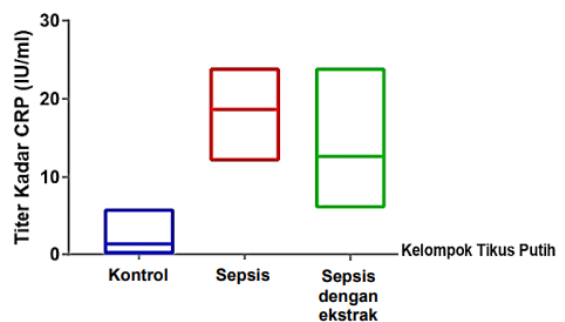 Titer Kadar CRP (IU/ml)
30
20
10
0
Kontrol
Sepsis
Sepsis
dengan
ekstrak
Kelompok Tikus Putih